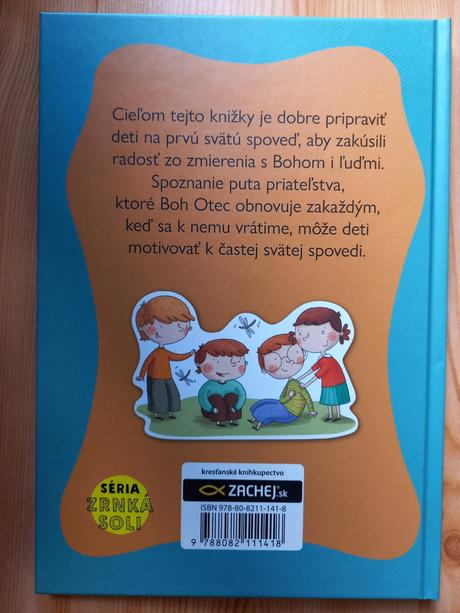 Cieľom tejto knižky je dobre pripraviť
deti na prvú svätú spoveď, aby zakúsili
radosť zo zmierenia s Bohom i ľuďmi.
Spoznanie puta priateľstva,
ktoré Boh Otec obnovuje zakaždým,
keď sa k nemu vrátime, môže deti
motivovať k častej svätej spovedi.
SÉRIA
ZRNKÁ
SOLI
kresťanské kníhkupectvo
ZACHEJ.sk
ISBN 978-80-8211-141-8
9 788082 111418